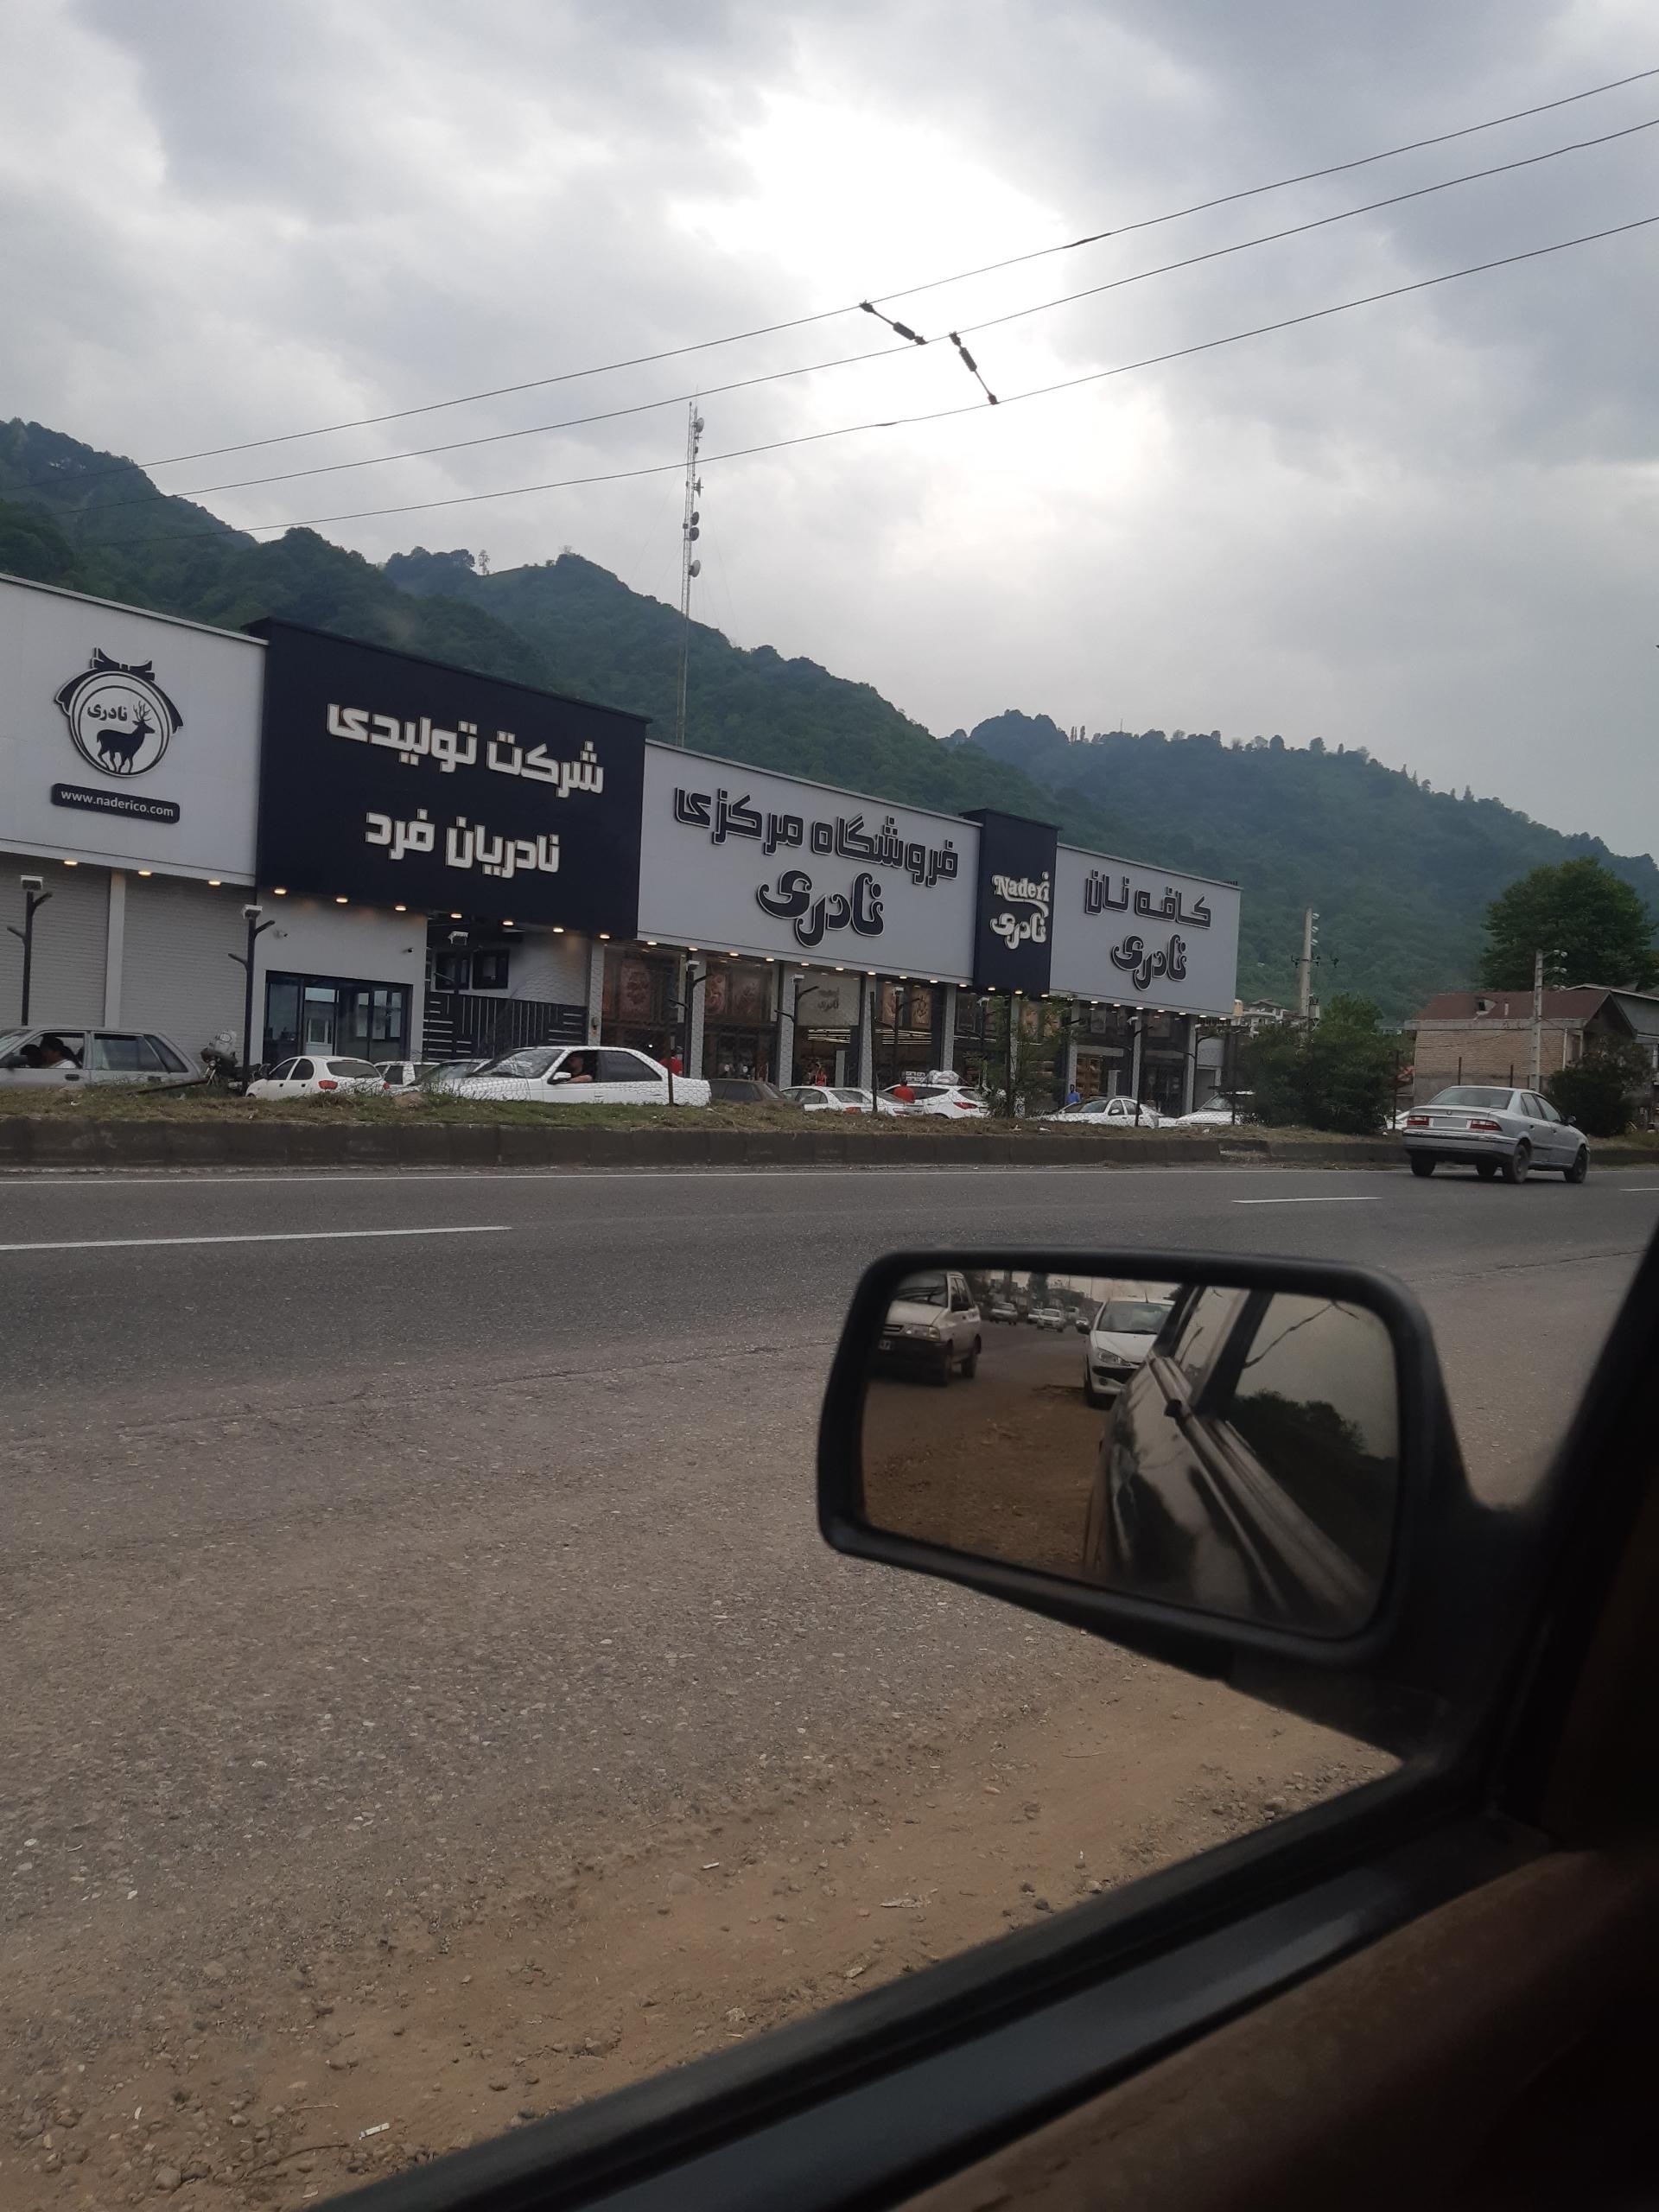 نادری
www.naderico.com
شرکت تولیدی
نادریان فرد
فروشگاه مرکزی
نادری
Naderi
نادری
کافه نان
نادری